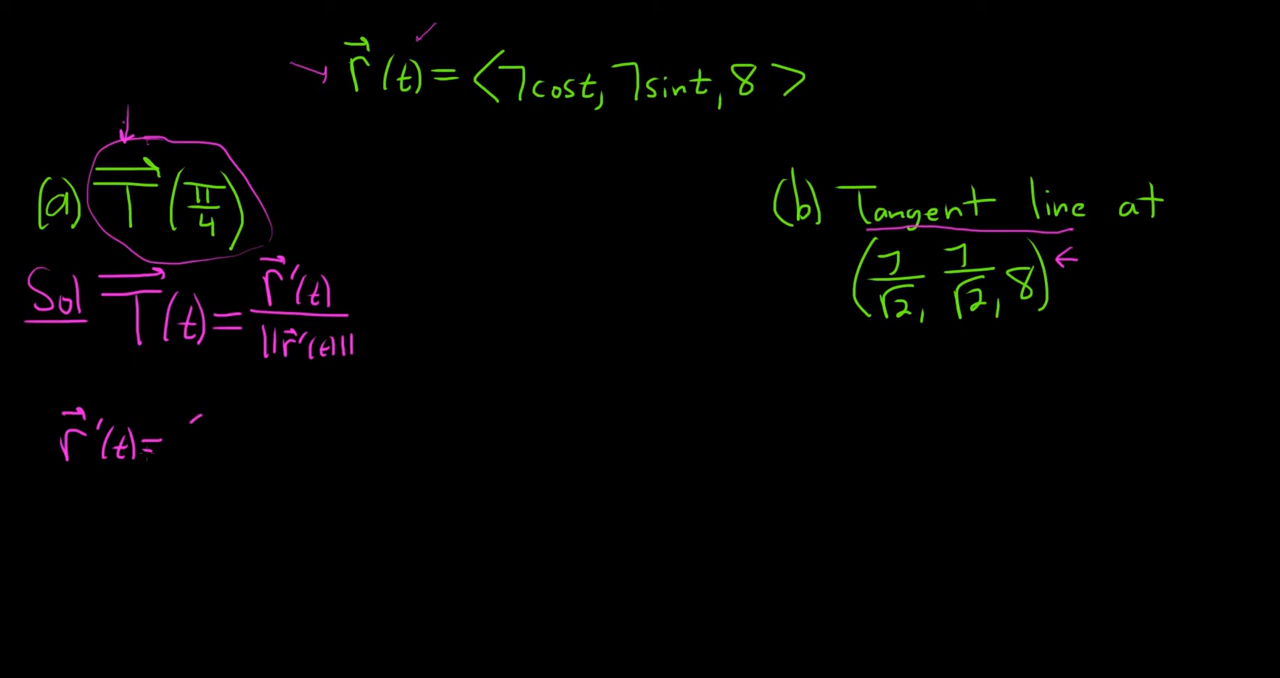 → r⃗(t) = <7cost, 7sint, 8>
(a) T⃗(π/4)
(b) Tangent line at
(7/√2, 7/√2, 8) ←
Sol T⃗(t) = r⃗'(t)/||r⃗'(t)||
r⃗'(t) =